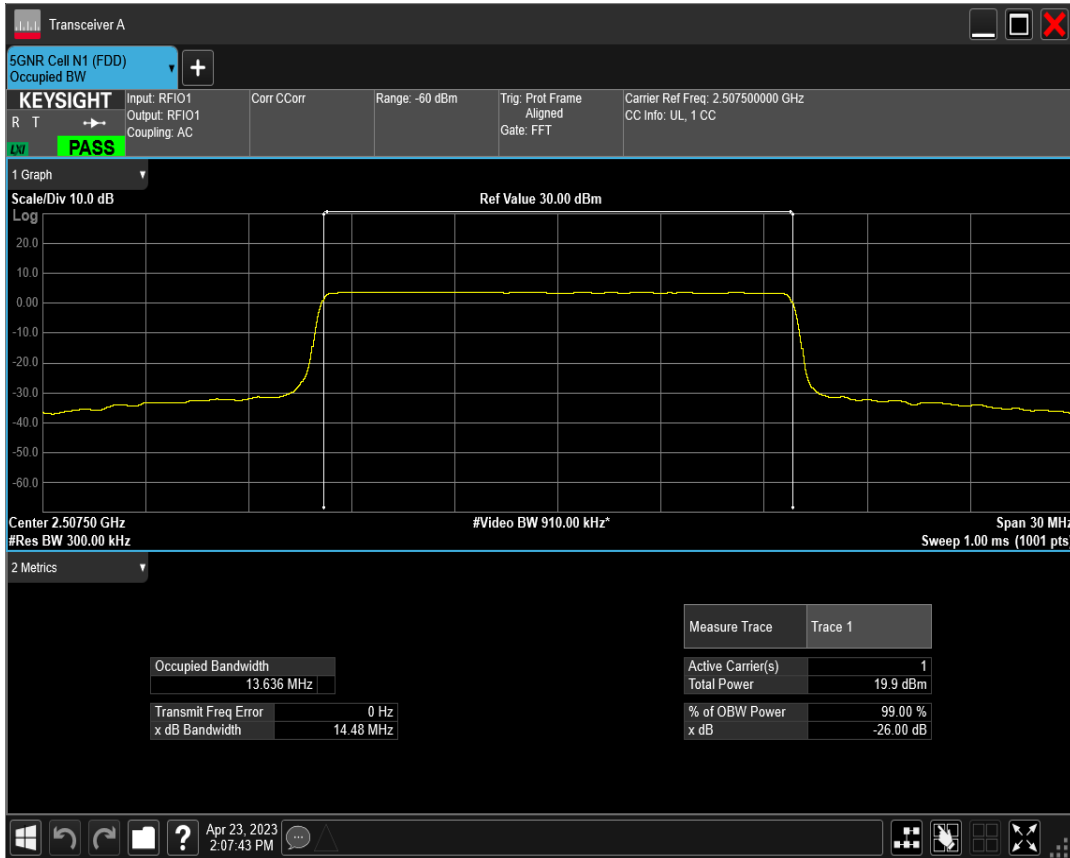 Transceiver A
5GNR Cell N1 (FDD)
Occupied BW
+
KEYSIGHT
R T
LXI
PASS
Input: RFIO1
Output: RFIO1
Coupling: AC
Corr CCorr
Range: -60 dBm
Trig: Prot Frame
Aligned
Gate: FFT
Carrier Ref Freq: 2.507500000 GHz
CC Info: UL, 1 CC
1 Graph
Scale/Div 10.0 dB
Ref Value 30.00 dBm
Log
20.0
10.0
0.00
-10.0
-20.0
-30.0
-40.0
-50.0
-60.0
Center 2.50750 GHz
#Video BW 910.00 kHz*
Span 30 MHz
#Res BW 300.00 kHz
Sweep 1.00 ms (1001 pts)
2 Metrics
Measure Trace Trace 1
Occupied Bandwidth
13.636 MHz
Transmit Freq Error 0 Hz
x dB Bandwidth 14.48 MHz
Active Carrier(s) 1
Total Power 19.9 dBm
% of OBW Power 99.00 %
x dB -26.00 dB
?
Apr 23, 2023
2:07:43 PM